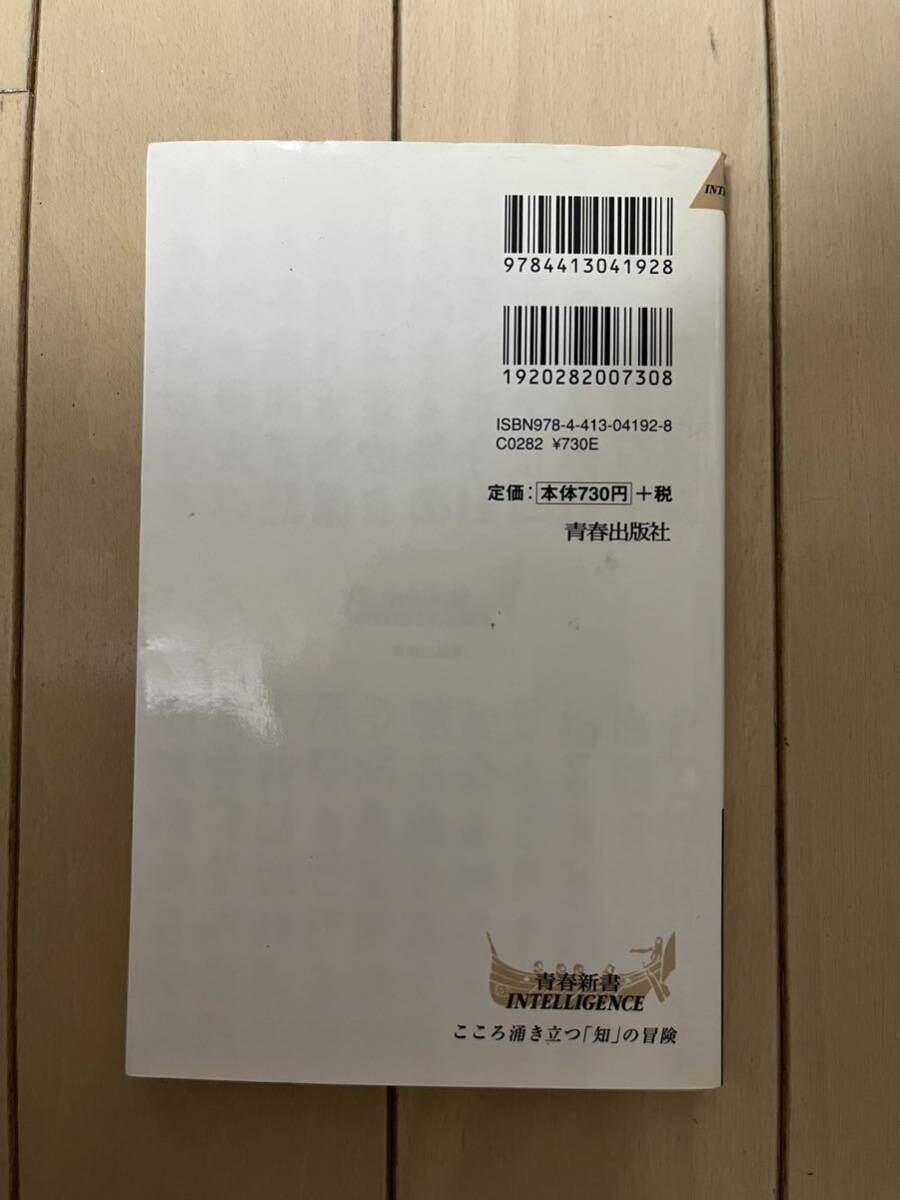 INTE
9784413041928
1920282007308
ISBN978-4-413-04192-8
C0282 ¥730E
定価:本体730円+税
青春出版社
青春新書
INTELLIGENCE
こころ涌き立つ「知」の冒険